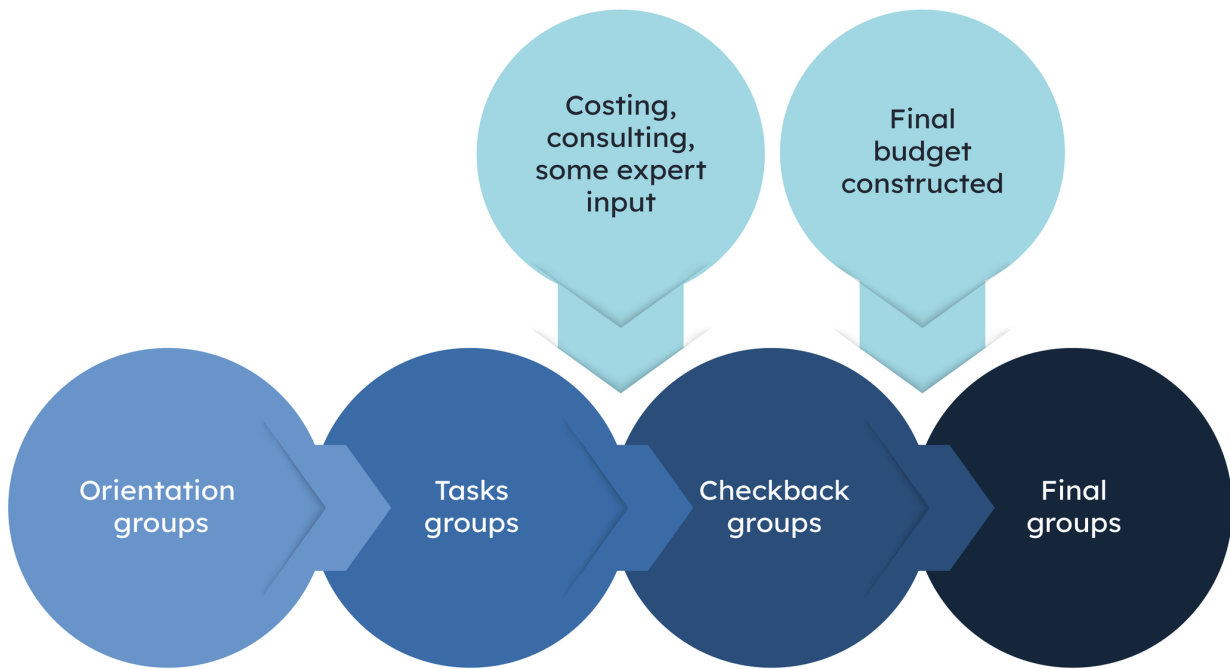 Costing,
consulting,
some expert
input
Final
budget
constructed
Orientation
groups
Tasks
groups
Checkback
groups
Final
groups